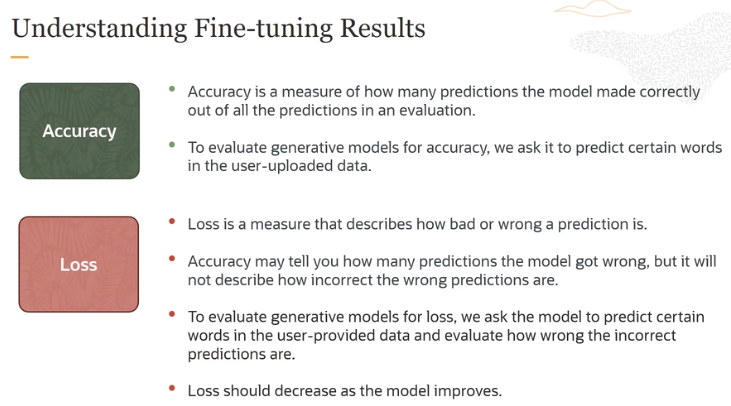 Understanding Fine-tuning Results
Accuracy
Accuracy is a measure of how many predictions the model made correctly
out of all the predictions in an evaluation.
To evaluate generative models for accuracy, we ask it to predict certain words
in the user-uploaded data.
Loss
Loss is a measure that describes how bad or wrong a prediction is.
Accuracy may tell you how many predictions the model got wrong, but it will
not describe how incorrect the wrong predictions are.
To evaluate generative models for loss, we ask the model to predict certain
words in the user-provided data and evaluate how wrong the incorrect
predictions are.
Loss should decrease as the model improves.